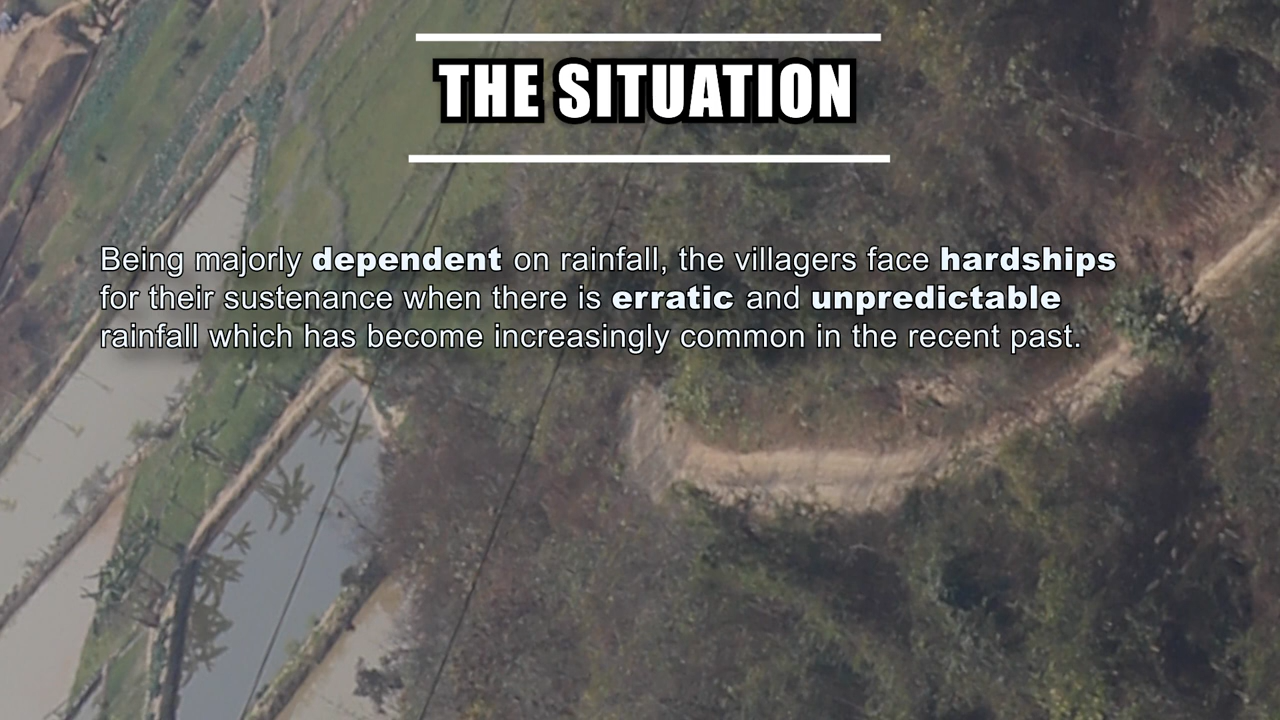 THE SITUATION
Being majorly dependent on rainfall, the villagers face hardships
for their sustenance when there is erratic and unpredictable
rainfall which has become increasingly common in the recent past.